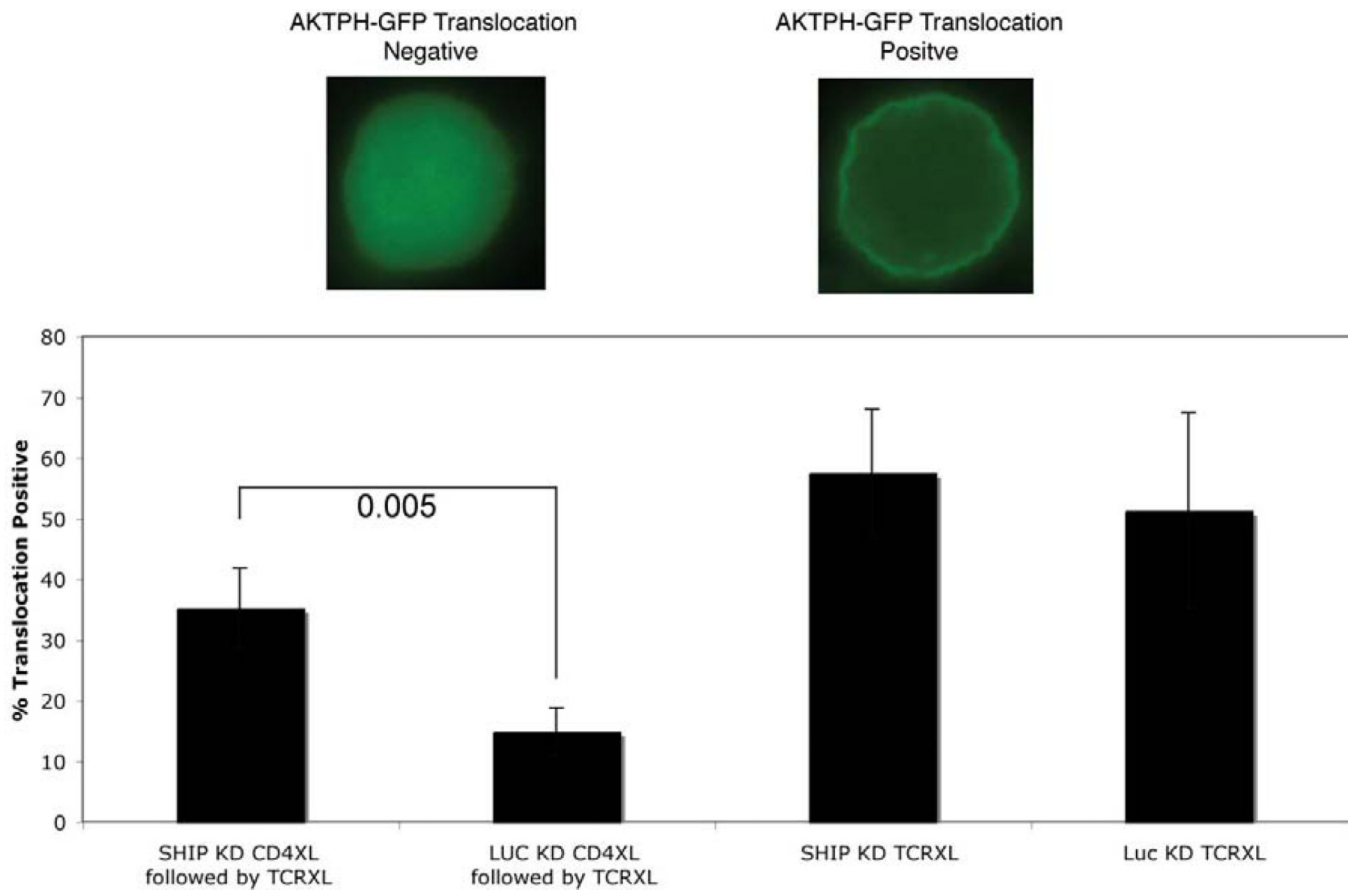 AKTPH-GFP Translocation
Negative
AKTPH-GFP Translocation
Positve
80
70
60
50
40
30
20
10
0
% Translocation Positive
0.005
SHIP KD CD4XL
followed by TCRXL
LUC KD CD4XL
followed by TCRXL
SHIP KD TCRXL
Luc KD TCRXL